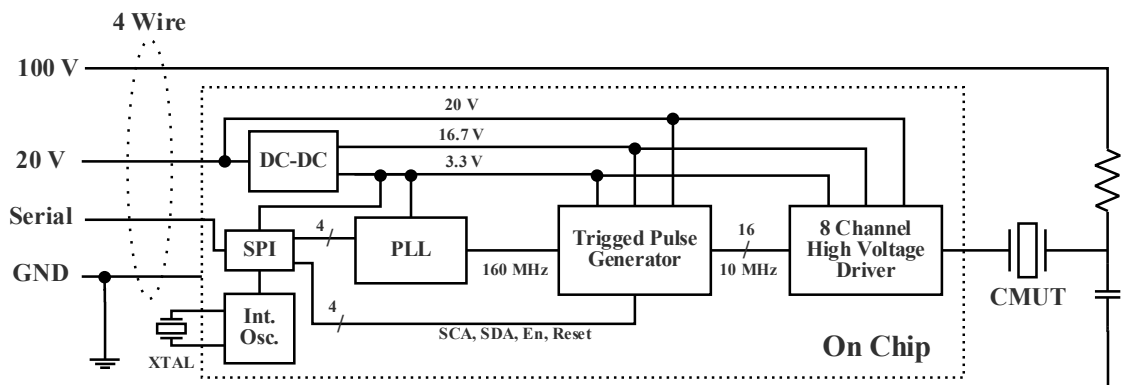 4 Wire
100 V
20 V
16.7 V
20 V
DC-DC
3.3 V
Serial
4
SPI
PLL
Trigged Pulse
Generator
16
8 Channel
High Voltage
Driver
160 MHz
10 MHz
GND
CMUT
Int.
Osc.
4
SCA, SDA, En, Reset
XTAL
On Chip